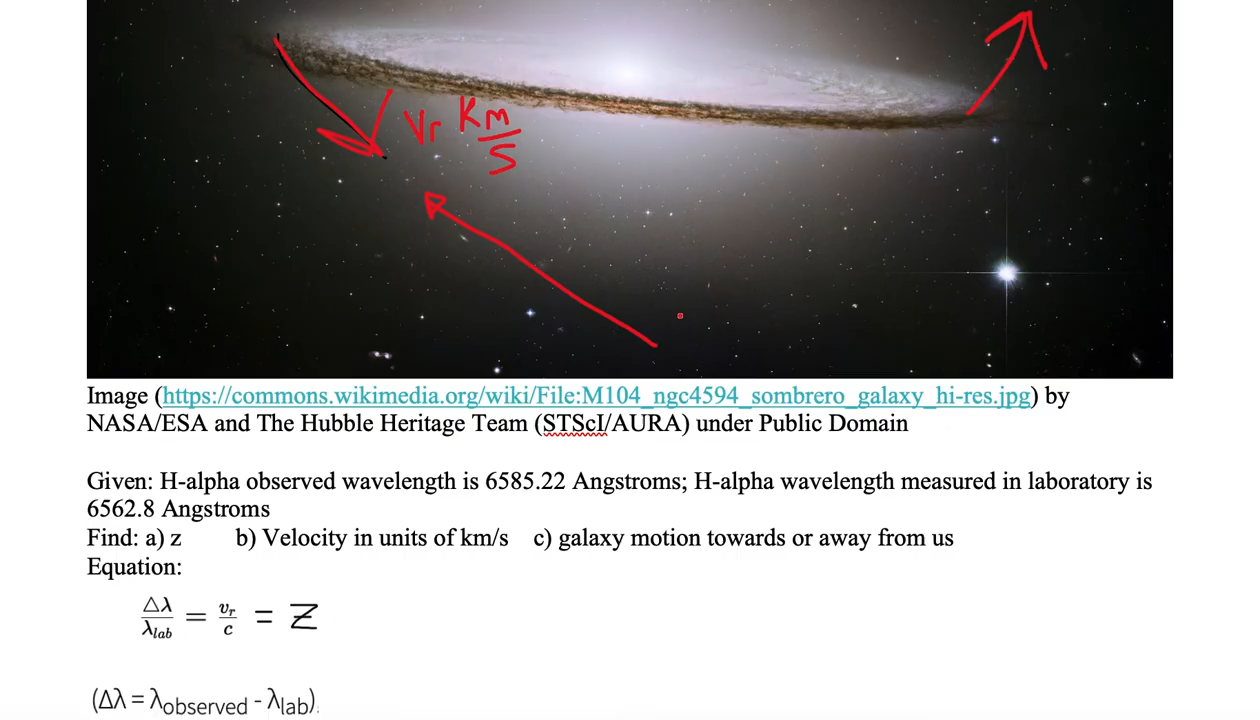 Vr Km/s
Image (https://commons.wikimedia.org/wiki/File:M104_ngc4594_sombrero_galaxy_hi-res.jpg) by
NASA/ESA and The Hubble Heritage Team (STScI/AURA) under Public Domain
Given: H-alpha observed wavelength is 6585.22 Angstroms; H-alpha wavelength measured in laboratory is
6562.8 Angstroms
Find: a) z b) Velocity in units of km/s c) galaxy motion towards or away from us
Equation:
△λ/λlab = vr/c = Z
(Δλ = λobserved - λlab).